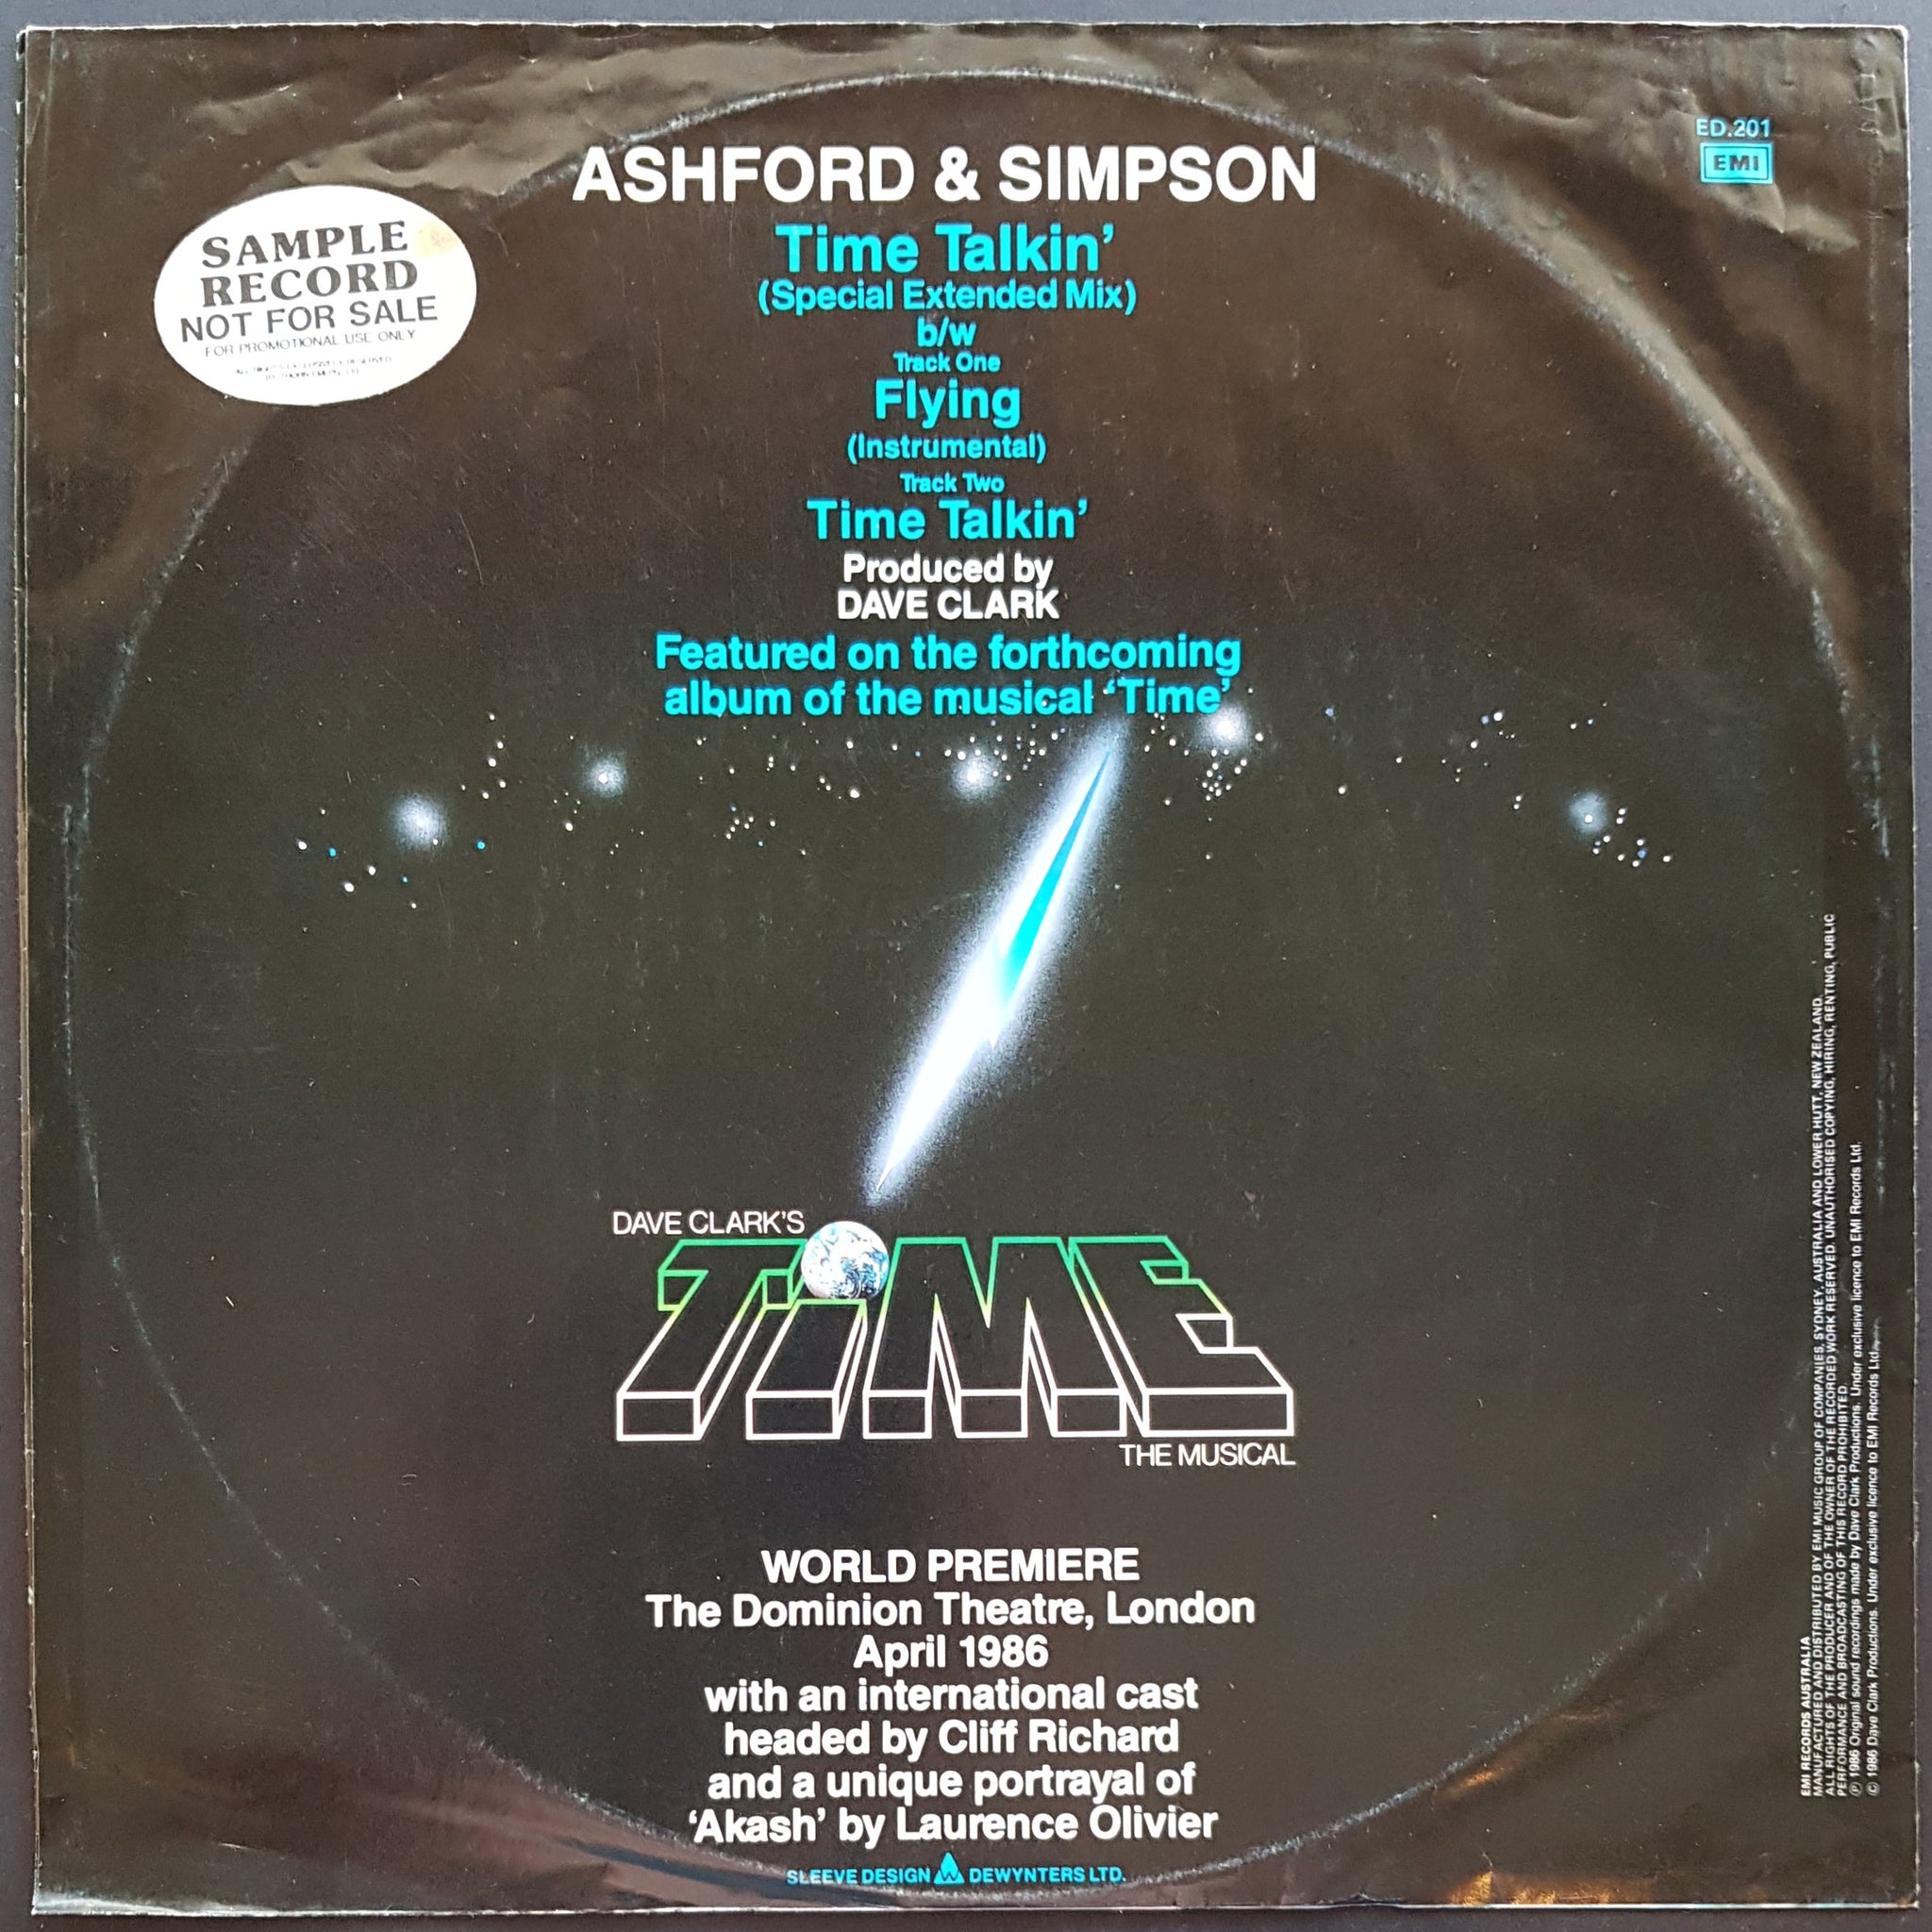 ED.201
EMI
ASHFORD & SIMPSON
SAMPLE
RECORD
NOT FOR SALE
FOR PROMOTIONAL USE ONLY
Time Talkin’
(Special Extended Mix)
b/w
Track One
Flying
(Instrumental)
Track Two
Time Talkin’
Produced by
DAVE CLARK
Featured on the forthcoming
album of the musical ‘Time’
DAVE CLARK'S
TiME
THE MUSICAL
WORLD PREMIERE
The Dominion Theatre, London
April 1986
with an international cast
headed by Cliff Richard
and a unique portrayal of
‘Akash’ by Laurence Olivier
SLEEVE DESIGN DEWYNTERS LTD.
EMI RECORDS AUSTRALIA
MANUFACTURED AND DISTRIBUTED BY EMI MUSIC GROUP OF COMPANIES, SYDNEY, AUSTRALIA AND LOWER HUTT, NEW ZEALAND.
ALL RIGHTS OF THE PRODUCER AND OF THE OWNER OF THE RECORDED WORK RESERVED. UNAUTHORISED COPYING, HIRING, RENTING, PUBLIC
PERFORMANCE AND BROADCASTING OF THIS RECORD PROHIBITED.
℗ 1986 Original sound recordings made by Dave Clark Productions. Under exclusive licence to EMI Records Ltd.
© 1986 Dave Clark Productions. Under exclusive licence to EMI Records Ltd.